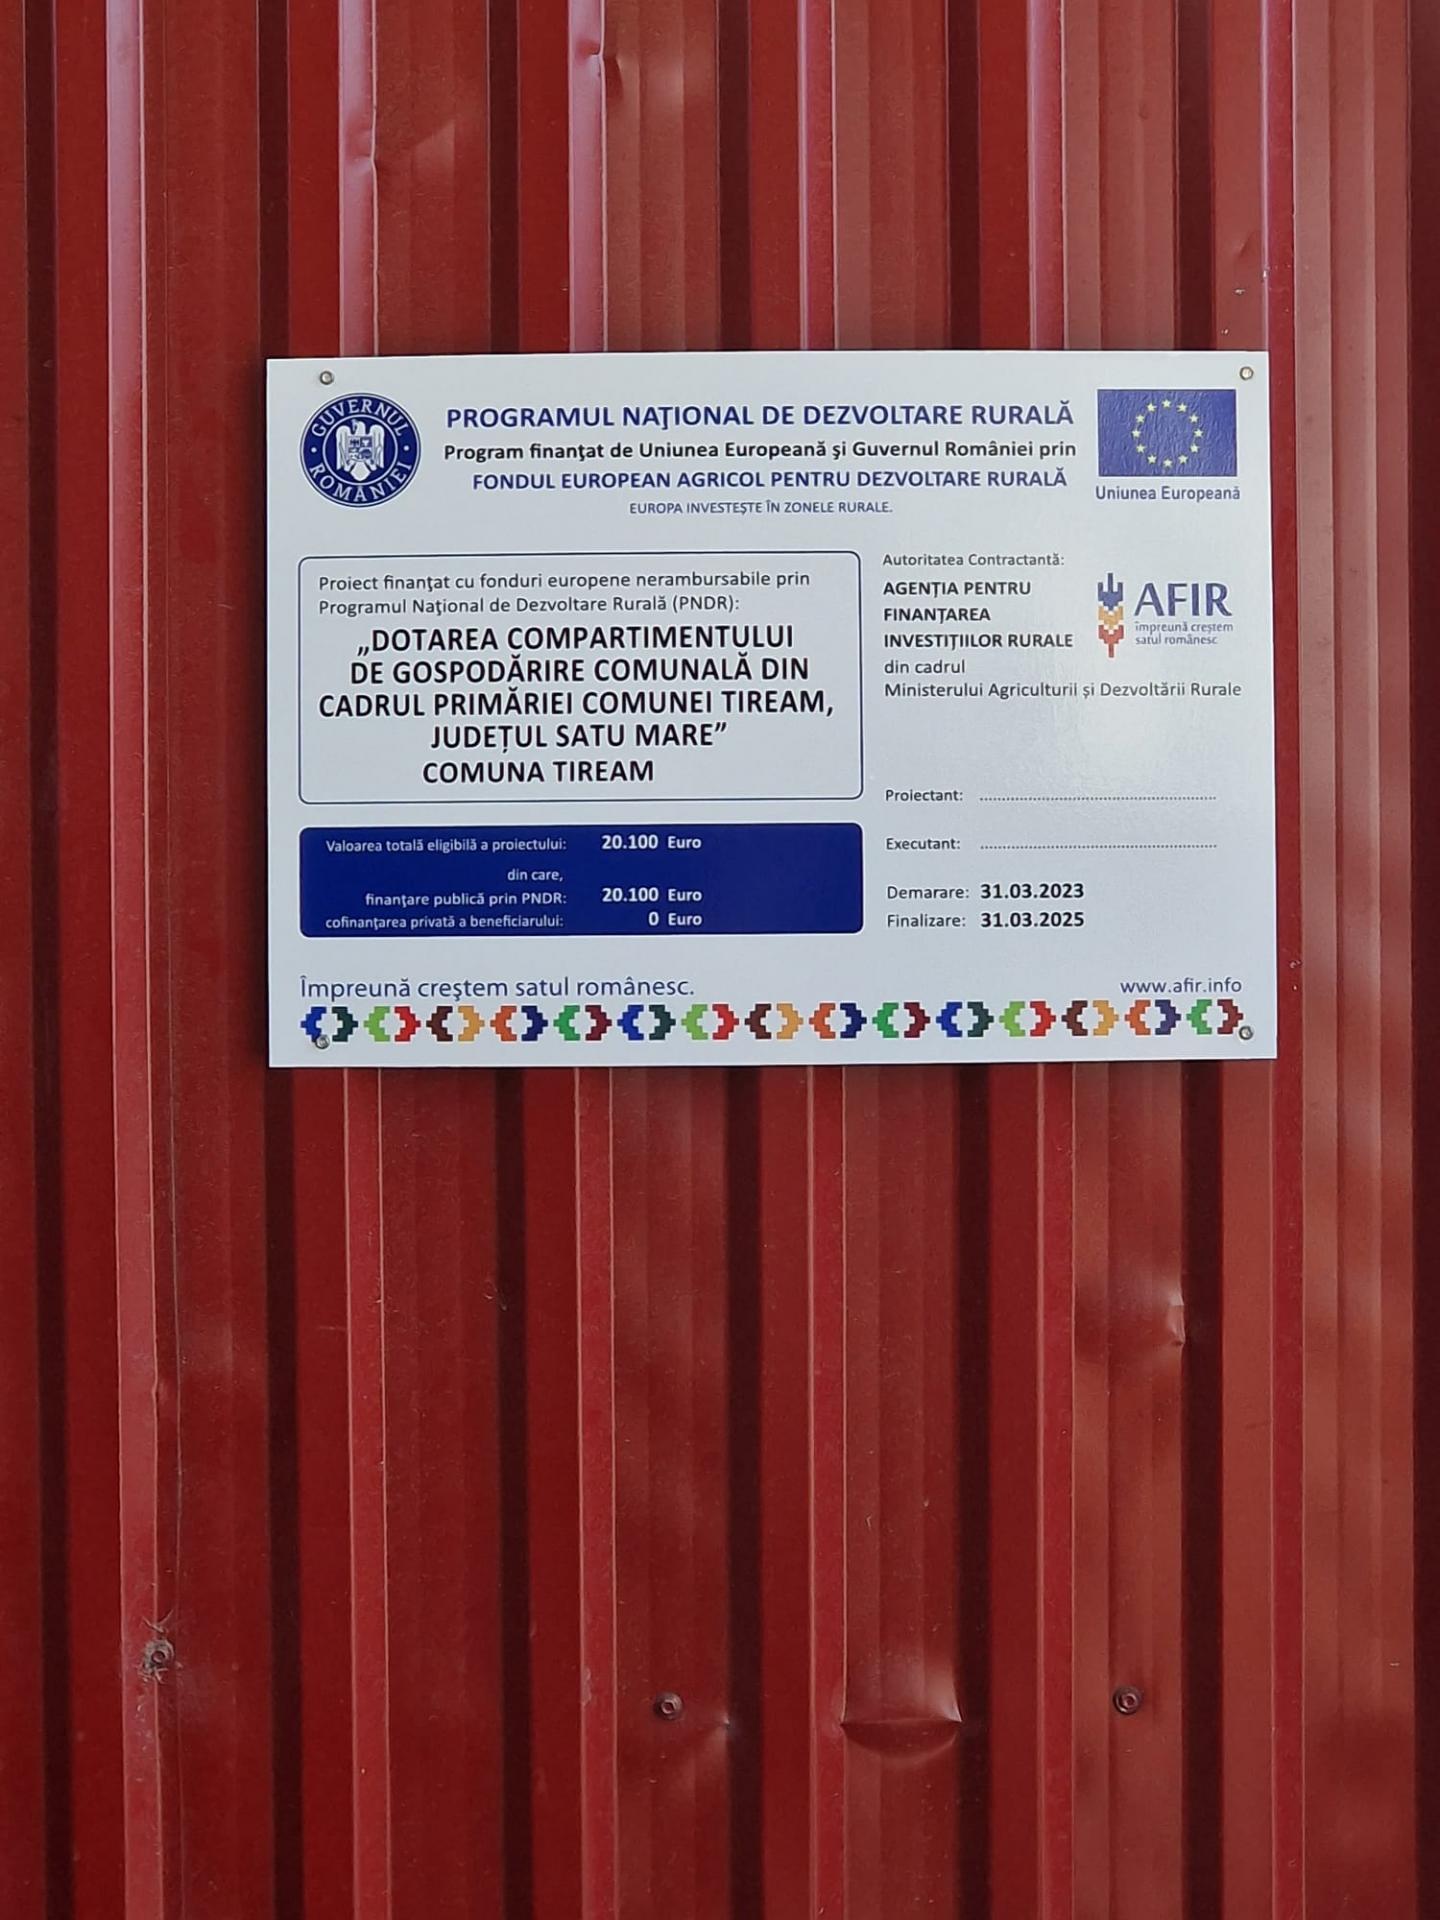 GUVERNUL ROMÂNIEI
PROGRAMUL NAŢIONAL DE DEZVOLTARE RURALĂ
Program finanţat de Uniunea Europeană şi Guvernul României prin
FONDUL EUROPEAN AGRICOL PENTRU DEZVOLTARE RURALĂ
EUROPA INVESTEŞTE ÎN ZONELE RURALE.
Uniunea Europeană
Proiect finanţat cu fonduri europene nerambursabile prin
Programul Naţional de Dezvoltare Rurală (PNDR):
„DOTAREA COMPARTIMENTULUI
DE GOSPODĂRIRE COMUNALĂ DIN
CADRUL PRIMĂRIEI COMUNEI TIREAM,
JUDEȚUL SATU MARE”
COMUNA TIREAM
Valoarea totală eligibilă a proiectului: 20.100 Euro
din care,
finanţare publică prin PNDR: 20.100 Euro
cofinanţarea privată a beneficiarului: 0 Euro
Autoritatea Contractantă:
AGENŢIA PENTRU
FINANŢAREA
INVESTIŢIILOR RURALE
din cadrul
Ministerului Agriculturii și Dezvoltării Rurale
AFIR
împreună creştem
satul românesc
Proiectant: ........................................................
Executant: ........................................................
Demarare: 31.03.2023
Finalizare: 31.03.2025
Împreună creştem satul românesc.
www.afir.info